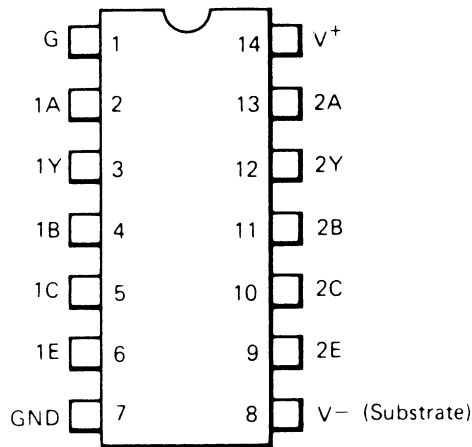 G 1 14 V+
1A 2 13 2A
1Y 3 12 2Y
1B 4 11 2B
1C 5 10 2C
1E 6 9 2E
GND 7 8 V- (Substrate)